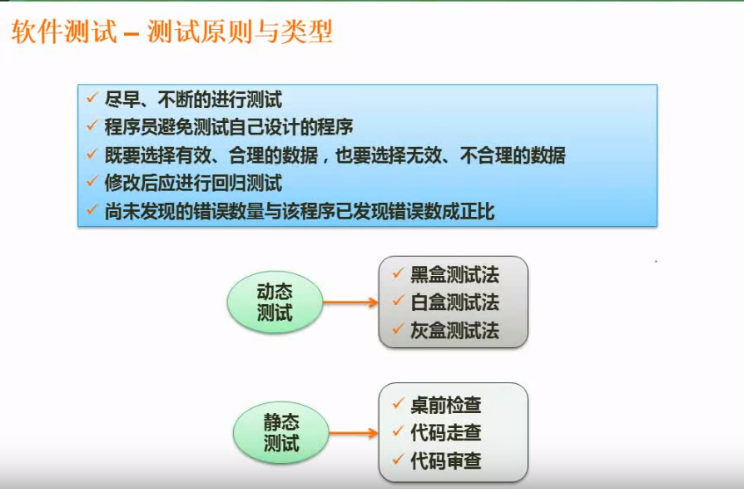 软件测试 – 测试原则与类型
✓ 尽早、不断的进行测试
✓ 程序员避免测试自己设计的程序
✓ 既要选择有效、合理的数据，也要选择无效、不合理的数据
✓ 修改后应进行回归测试
✓ 尚未发现的错误数量与该程序已发现错误数成正比
动态
测试
✓ 黑盒测试法
✓ 白盒测试法
✓ 灰盒测试法
静态
测试
✓ 桌前检查
✓ 代码走查
✓ 代码审查